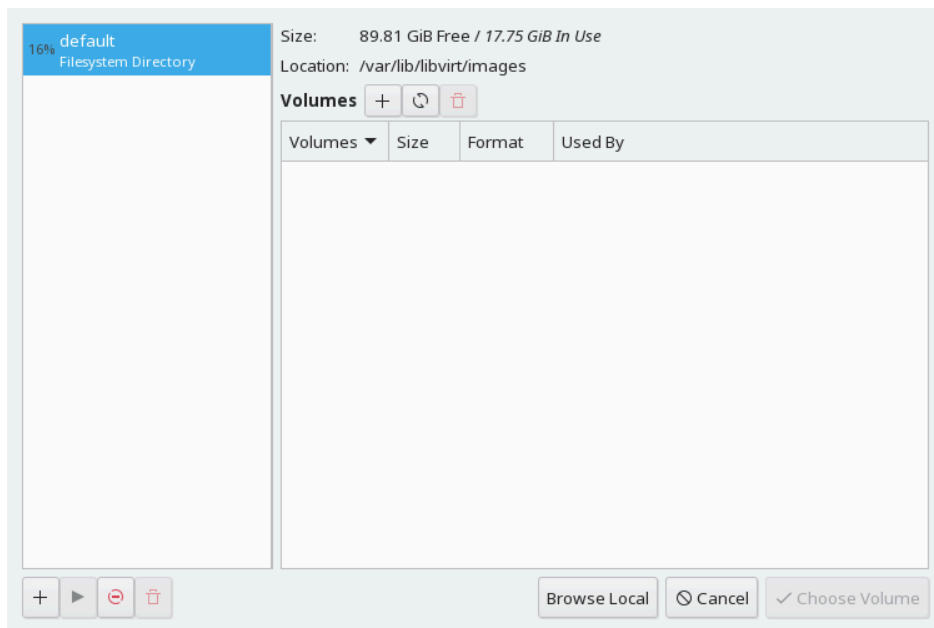 16%
default
Filesystem Directory
Size: 89.81 GiB Free / 17.75 GiB In Use
Location: /var/lib/libvirt/images
Volumes
Volumes Size Format Used By
Browse Local Cancel Choose Volume